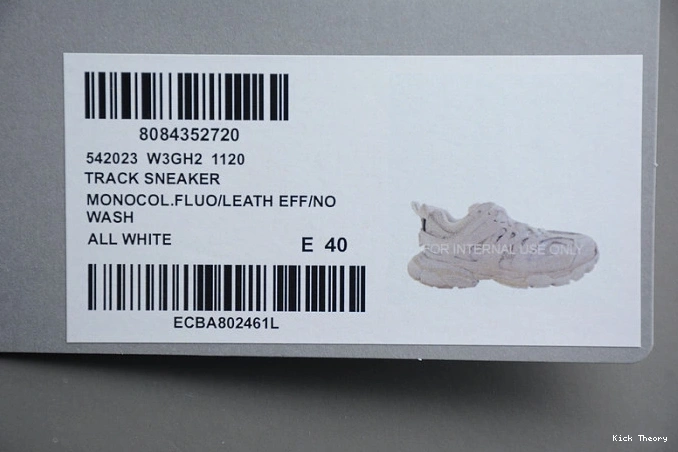 8084352720
542023 W3GH2 1120
TRACK SNEAKER
MONOCOL.FLUO/LEATH EFF/NO
WASH
ALL WHITE
E 40
FOR INTERNAL USE ONLY
ECBA802461L
Kick Theory